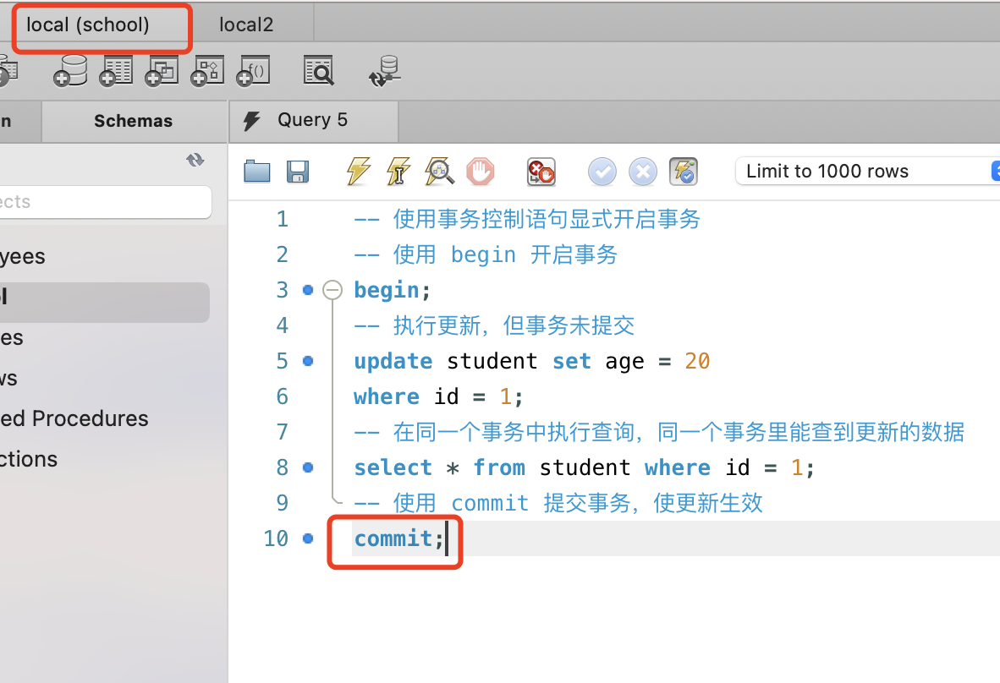 local (school)
local2
n
Schemas
Query 5
Limit to 1000 rows
ects
yees
ol
es
ws
ed Procedures
ctions
1 -- 使用事务控制语句显式开启事务
2 -- 使用 begin 开启事务
3 begin;
4 -- 执行更新，但事务未提交
5 update student set age = 20
6 where id = 1;
7 -- 在同一个事务中执行查询，同一个事务里能查到更新的数据
8 select * from student where id = 1;
9 -- 使用 commit 提交事务，使更新生效
10 commit;